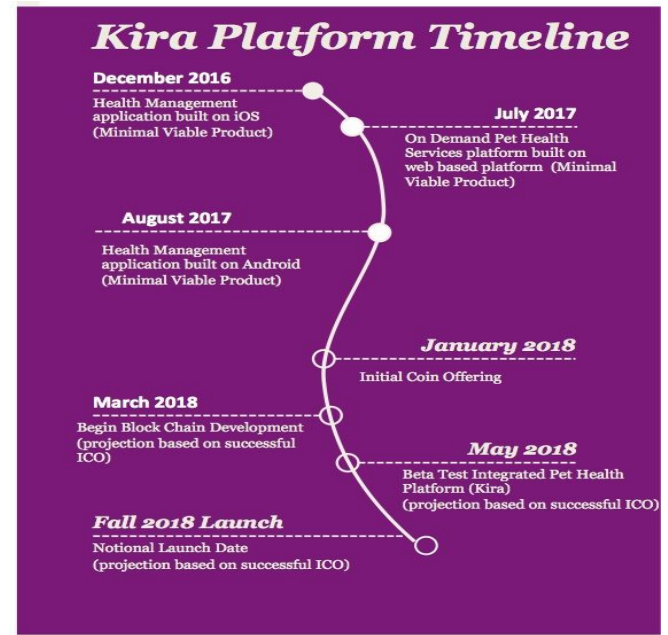 Kira Platform Timeline
December 2016
Health Management
application built on iOS
(Minimal Viable Product)
July 2017
On Demand Pet Health
Services platform built on
web based platform (Minimal
Viable Product)
August 2017
Health Management
application built on Android
(Minimal Viable Product)
January 2018
Initial Coin Offering
March 2018
Begin Block Chain Development
(projection based on successful
ICO)
May 2018
Beta Test Integrated Pet Health
Platform (Kira)
(projection based on successful ICO)
Fall 2018 Launch
Notional Launch Date
(projection based on successful ICO)